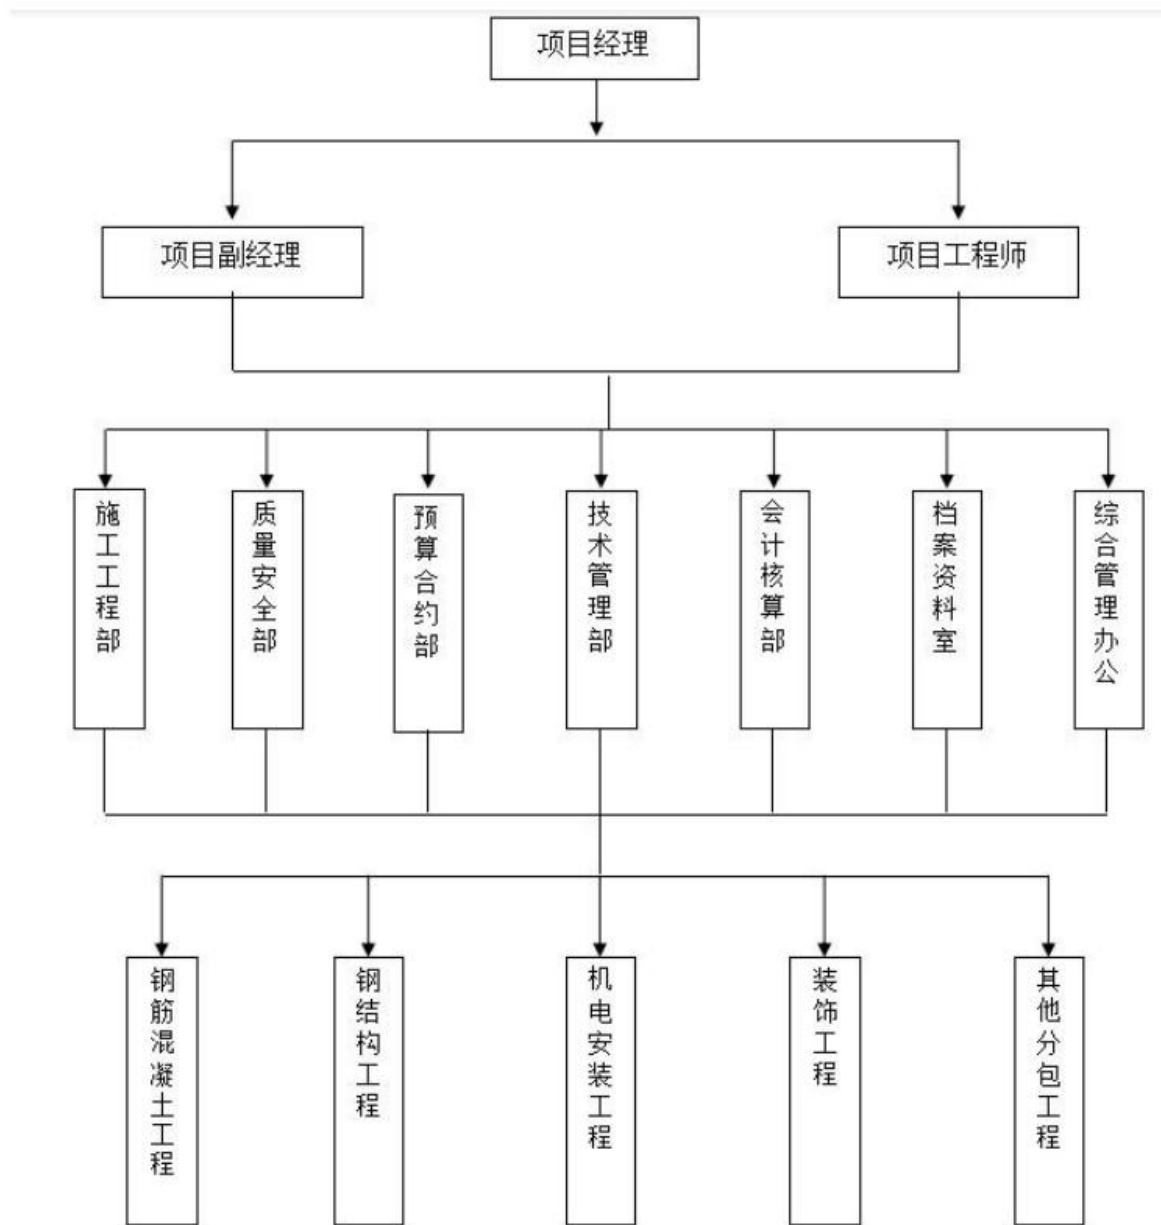 项目经理
项目副经理
项目工程师
施工工程部
质量安全部
预算合约部
技术管理部
会计核算部
档案资料室
综合管理办公
钢筋混凝土工程
钢结构工程
机电安装工程
装饰工程
其他分包工程